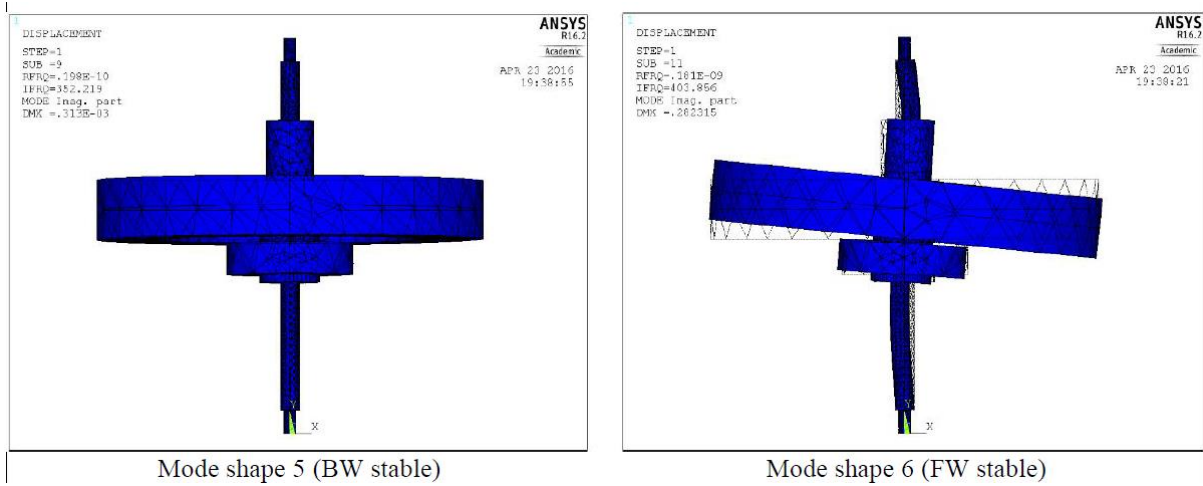 1
DISPLACEMENT
STEP=1
SUB =9
RFRQ=.198E-10
IFRQ=352.219
MODE Imag. part
DMX =.313E-03
ANSYS
R16.2
Academic
APR 23 2016
19:38:55
Y
X
Mode shape 5 (BW stable)
1
DISPLACEMENT
STEP=1
SUB =11
RFRQ=.181E-09
IFRQ=403.856
MODE Imag. part
DMX =.282315
ANSYS
R16.2
Academic
APR 23 2016
19:38:21
Y
X
Mode shape 6 (FW stable)